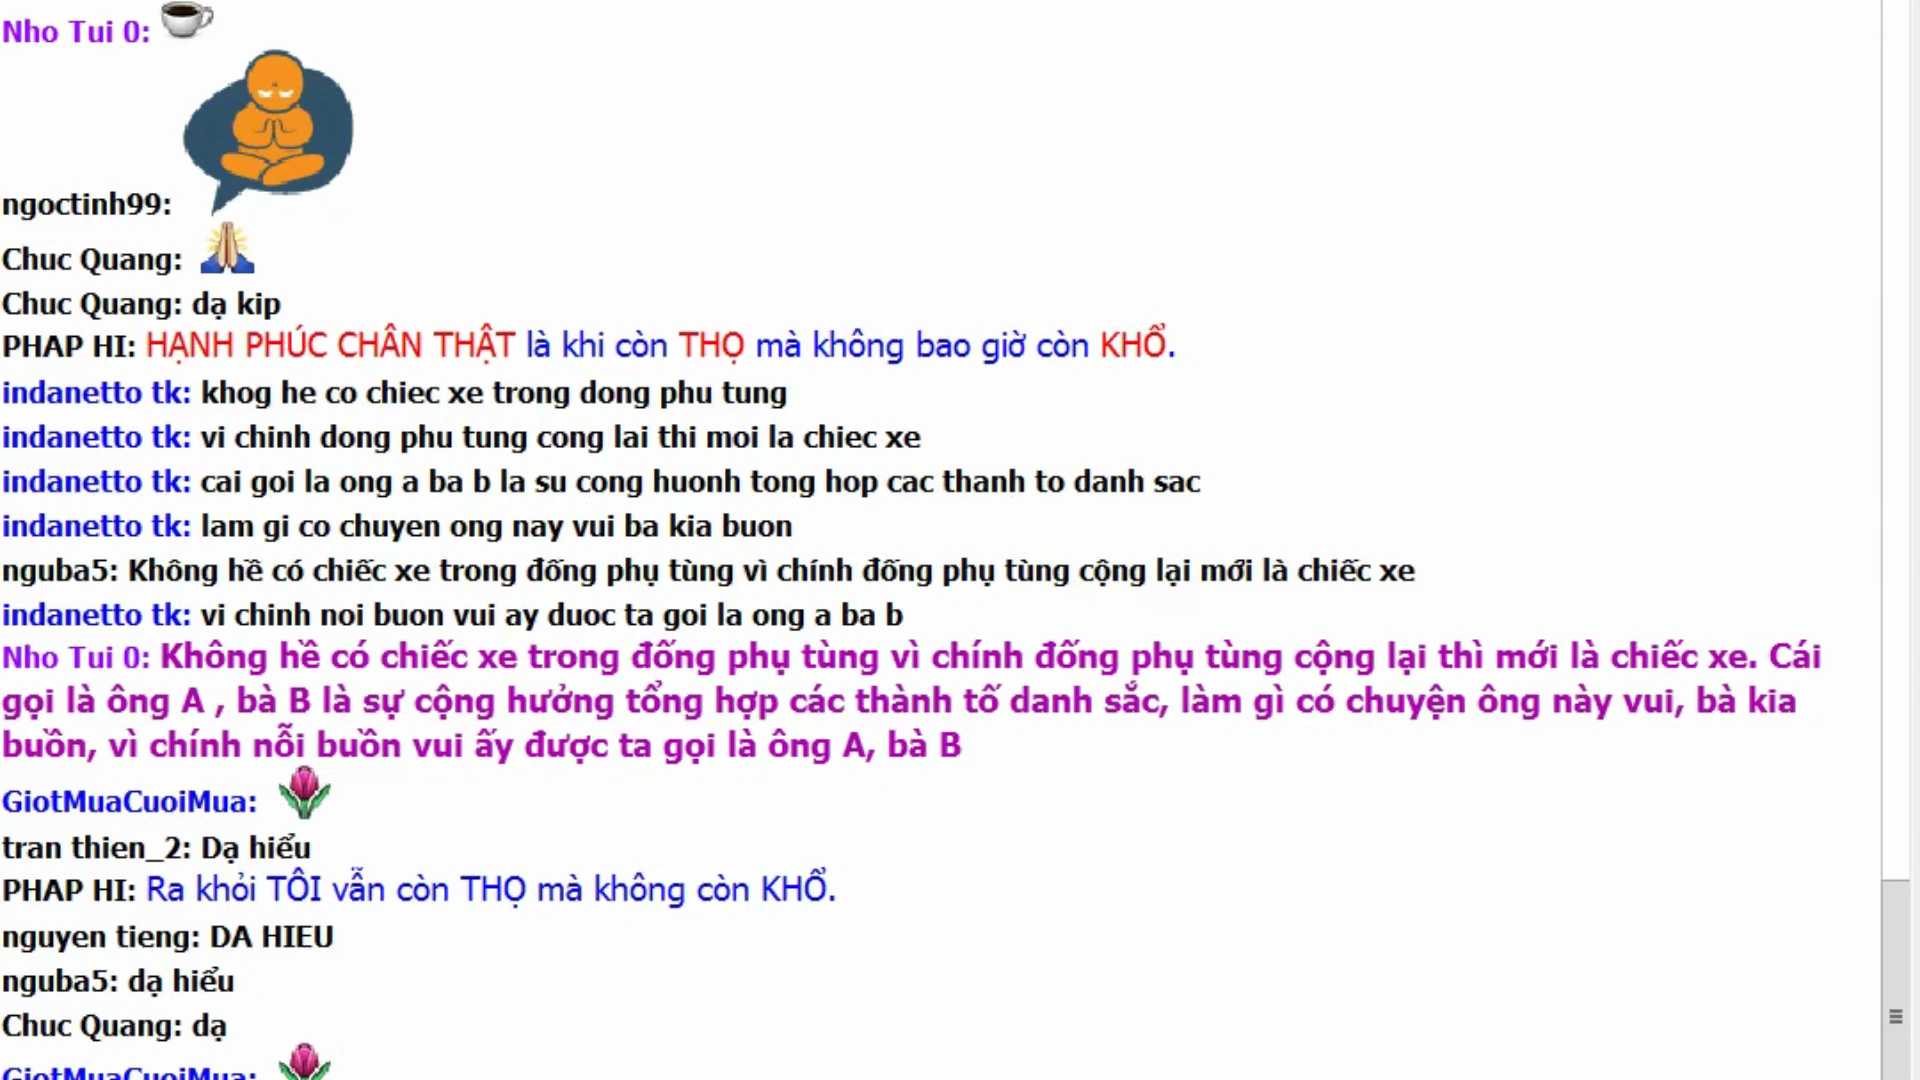 Nho Tui 0:
ngoctinh99:
Chuc Quang:
Chuc Quang: dạ kip
PHAP HI: HẠNH PHÚC CHÂN THẬT là khi còn THỌ mà không bao giờ còn KHỔ.
indanetto tk: khog he co chiec xe trong dong phu tung
indanetto tk: vi chinh dong phu tung cong lai thi moi la chiec xe
indanetto tk: cai goi la ong a ba b la su cong huonh tong hop cac thanh to danh sac
indanetto tk: lam gi co chuyen ong nay vui ba kia buon
nguba5: Không hề có chiếc xe trong đống phụ tùng vì chính đống phụ tùng cộng lại mới là chiếc xe
indanetto tk: vi chinh noi buon vui ay duoc ta goi la ong a ba b
Nho Tui 0: Không hề có chiếc xe trong đống phụ tùng vì chính đống phụ tùng cộng lại thì mới là chiếc xe. Cái
gọi là ông A , bà B là sự cộng hưởng tổng hợp các thành tố danh sắc, làm gì có chuyện ông này vui, bà kia
buồn, vì chính nỗi buồn vui ấy được ta gọi là ông A, bà B
GiotMuaCuoiMua:
tran thien_2: Dạ hiểu
PHAP HI: Ra khỏi TÔI vẫn còn THỌ mà không còn KHỔ.
nguyen tieng: DA HIEU
nguba5: dạ hiểu
Chuc Quang: dạ
GiotMuaCuoiMua: